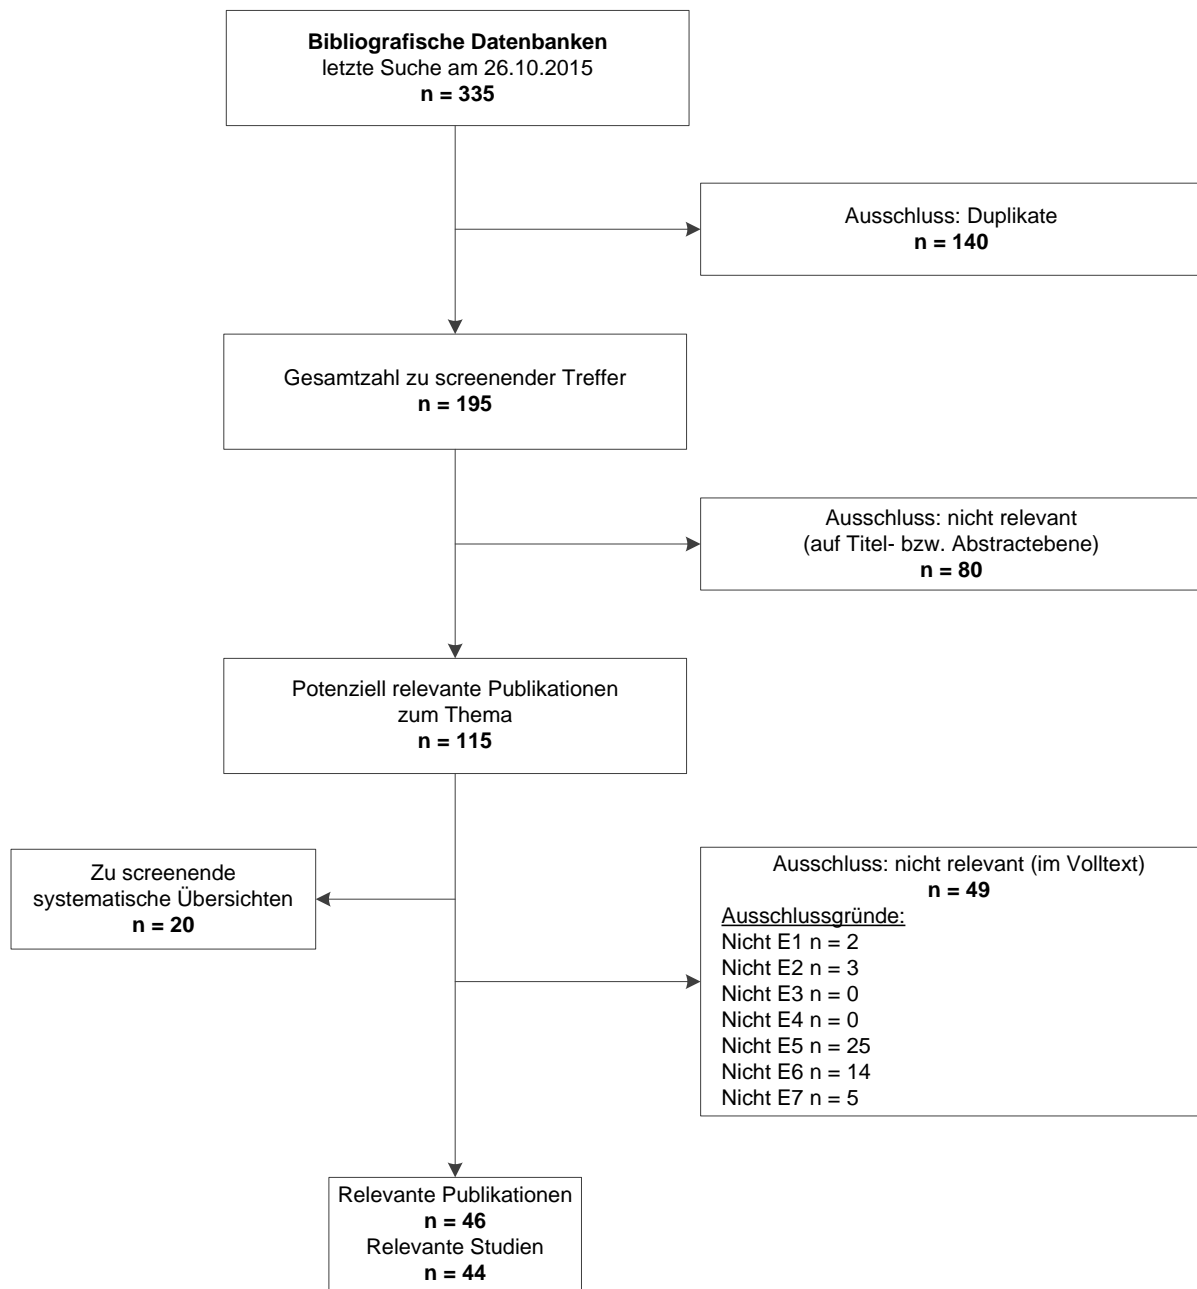 Bibliografische Datenbanken
letzte Suche am 26.10.2015
n = 335
Ausschluss: Duplikate
n = 140
Gesamtzahl zu screenender Treffer
n = 195
Ausschluss: nicht relevant
(auf Titel- bzw. Abstractebene)
n = 80
Potenziell relevante Publikationen
zum Thema
n = 115
Zu screenende
systematische Übersichten
n = 20
Ausschluss: nicht relevant (im Volltext)
n = 49
Ausschlussgründe:
Nicht E1 n = 2
Nicht E2 n = 3
Nicht E3 n = 0
Nicht E4 n = 0
Nicht E5 n = 25
Nicht E6 n = 14
Nicht E7 n = 5
Relevante Publikationen
n = 46
Relevante Studien
n = 44